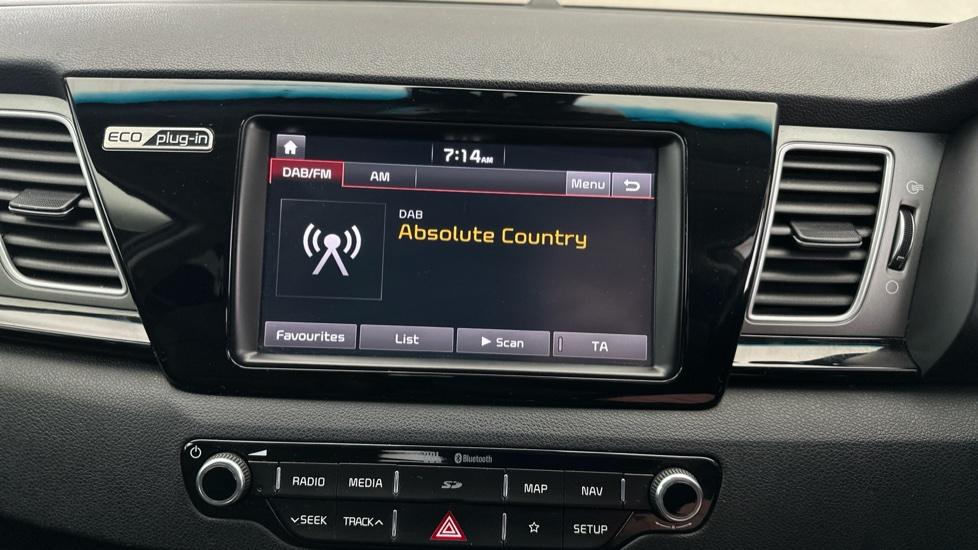 ECO plug-in
7:14AM
DAB/FM AM Menu
DAB
Absolute Country
Favourites List Scan TA
Bluetooth
RADIO MEDIA SD MAP NAV
SEEK TRACK SETUP